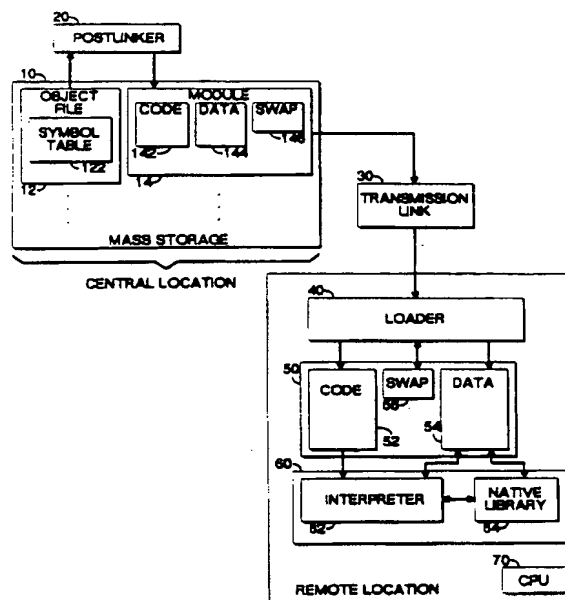 20
POSTLINKER
10
OBJECT
FILE
SYMBOL
TABLE
122
12
MODULE
CODE
142
DATA
144
SWAP
146
14
MASS STORAGE
CENTRAL LOCATION
30
TRANSMISSION
LINK
40
LOADER
50
CODE
52
SWAP
56
DATA
54
60
INTERPRETER
62
NATIVE
LIBRARY
64
70
CPU
REMOTE LOCATION